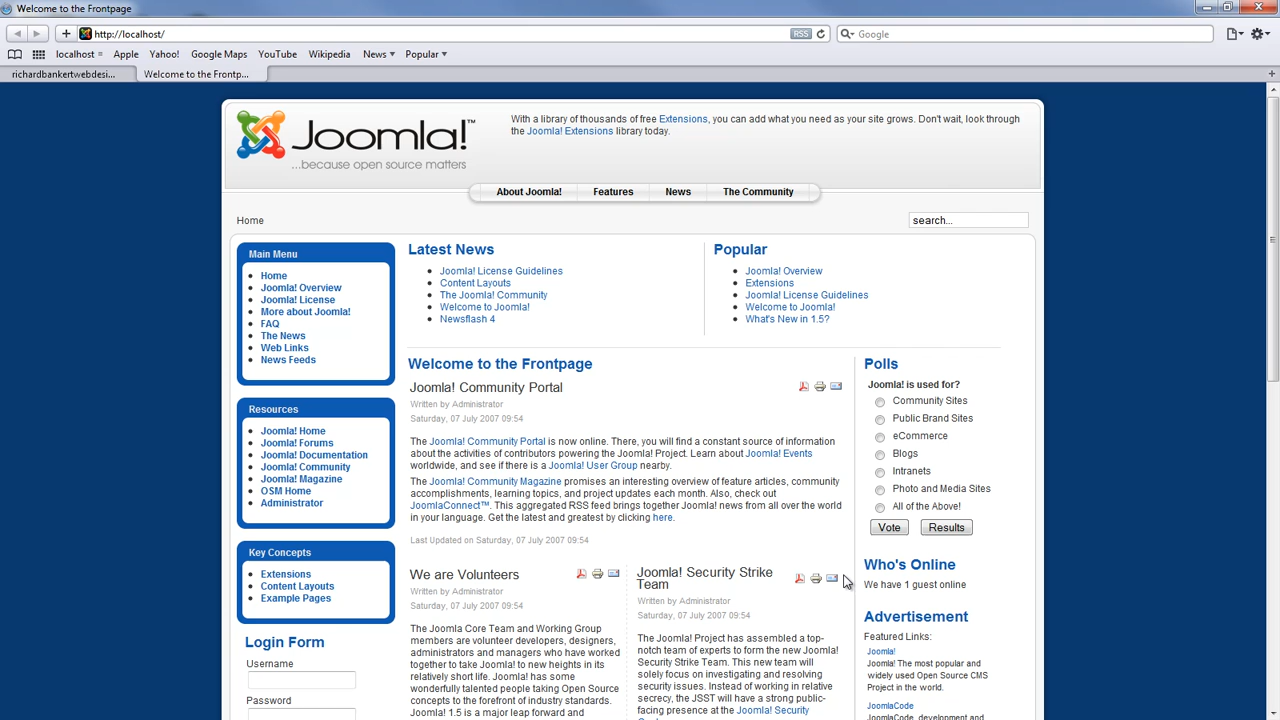 Welcome to the Frontpage
http://localhost/
RSS
Google
localhost
Apple
Yahoo!
Google Maps
YouTube
Wikipedia
News
Popular
richardbankertwebdesi...
Welcome to the Frontp...
Joomla!™
...because open source matters
With a library of thousands of free Extensions, you can add what you need as your site grows. Don't wait, look through
the Joomla! Extensions library today.
About Joomla!
Features
News
The Community
Home
search...
Main Menu
Home
Joomla! Overview
Joomla! License
More about Joomla!
FAQ
The News
Web Links
News Feeds
Resources
Joomla! Home
Joomla! Forums
Joomla! Documentation
Joomla! Community
Joomla! Magazine
OSM Home
Administrator
Key Concepts
Extensions
Content Layouts
Example Pages
Login Form
Username
Password
Latest News
Joomla! License Guidelines
Content Layouts
The Joomla! Community
Welcome to Joomla!
Newsflash 4
Popular
Joomla! Overview
Extensions
Joomla! License Guidelines
Welcome to Joomla!
What's New in 1.5?
Welcome to the Frontpage
Joomla! Community Portal
Written by Administrator
Saturday, 07 July 2007 09:54
The Joomla! Community Portal is now online. There, you will find a constant source of information
about the activities of contributors powering the Joomla! Project. Learn about Joomla! Events
worldwide, and see if there is a Joomla! User Group nearby.
The Joomla! Community Magazine promises an interesting overview of feature articles, community
accomplishments, learning topics, and project updates each month. Also, check out
JoomlaConnect™. This aggregated RSS feed brings together Joomla! news from all over the world
in your language. Get the latest and greatest by clicking here.
Last Updated on Saturday, 07 July 2007 09:54
We are Volunteers
Written by Administrator
Saturday, 07 July 2007 09:54
The Joomla Core Team and Working Group
members are volunteer developers, designers,
administrators and managers who have worked
together to take Joomla! to new heights in its
relatively short life. Joomla! has some
wonderfully talented people taking Open Source
concepts to the forefront of industry standards.
Joomla! 1.5 is a major leap forward and
Joomla! Security Strike
Team
Written by Administrator
Saturday, 07 July 2007 09:54
The Joomla! Project has assembled a top-
notch team of experts to form the new Joomla!
Security Strike Team. This new team will
solely focus on investigating and resolving
security issues. Instead of working in relative
secrecy, the JSST will have a strong public-
facing presence at the Joomla! Security
Polls
Joomla! is used for?
Community Sites
Public Brand Sites
eCommerce
Blogs
Intranets
Photo and Media Sites
All of the Above!
Vote
Results
Who's Online
We have 1 guest online
Advertisement
Featured Links:
Joomla!
Joomla! The most popular and
widely used Open Source CMS
Project in the world.
JoomlaCode
JoomlaCode, development and